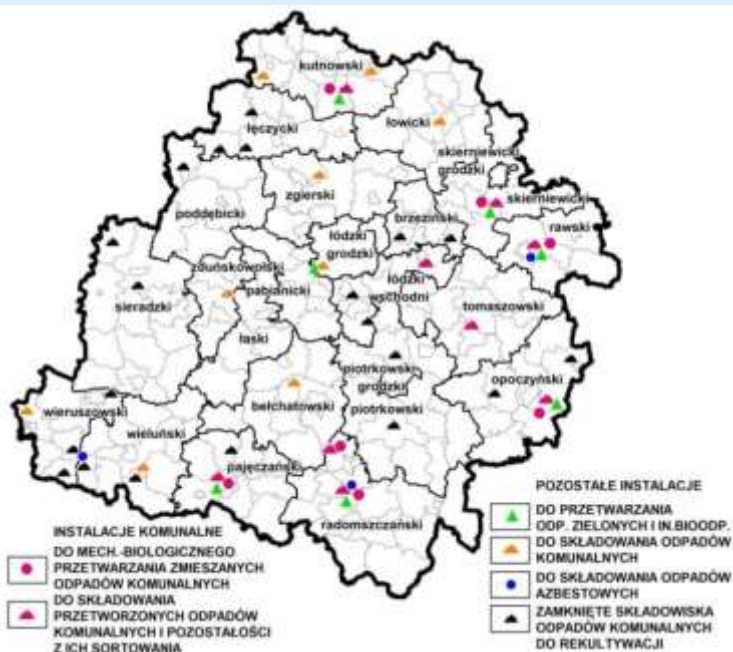 kutnowski
łęczycki
łowicki
skierniewicki
grodzki
zgierski
skierniewicki
poddębicki
brzeziński
rawski
łódzki
grodzki
zduńskowolski
łódzki
pabianicki
wschodni
sieradzki
tomaszowski
łaski
piotrkowski
grodzki
opoczyński
wieruszowski
bełchatowski
piotrkowski
wieluński
pajęczański
radomszczański
INSTALACJE KOMUNALNE
DO MECH.-BIOLOGICZNEGO
PRZETWARZANIA ZMIESZANYCH
ODPADÓW KOMUNALNYCH
DO SKŁADOWANIA
PRZETWORZONYCH ODPADÓW
KOMUNALNYCH I POZOSTAŁOŚCI
Z ICH SORTOWANIA
POZOSTAŁE INSTALACJE
DO PRZETWARZANIA
ODP. ZIELONYCH I IN.BIOODP.
DO SKŁADOWANIA ODPADÓW
KOMUNALNYCH
DO SKŁADOWANIA ODPADÓW
AZBESTOWYCH
ZAMKNIĘTE SKŁADOWISKA
ODPADÓW KOMUNALNYCH
DO REKULTYWACJI